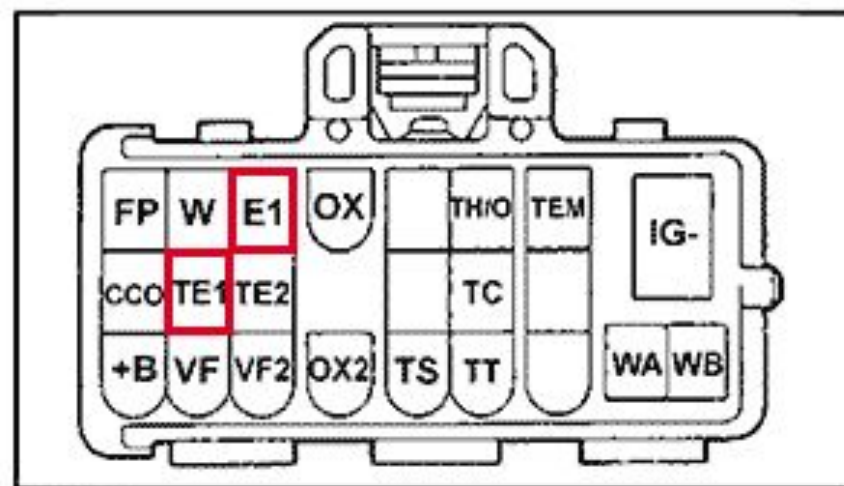 FP W E1 OX TH/O TEM IG-
CCO TE1 TE2 TC
+B VF VF2 OX2 TS TT WA WB